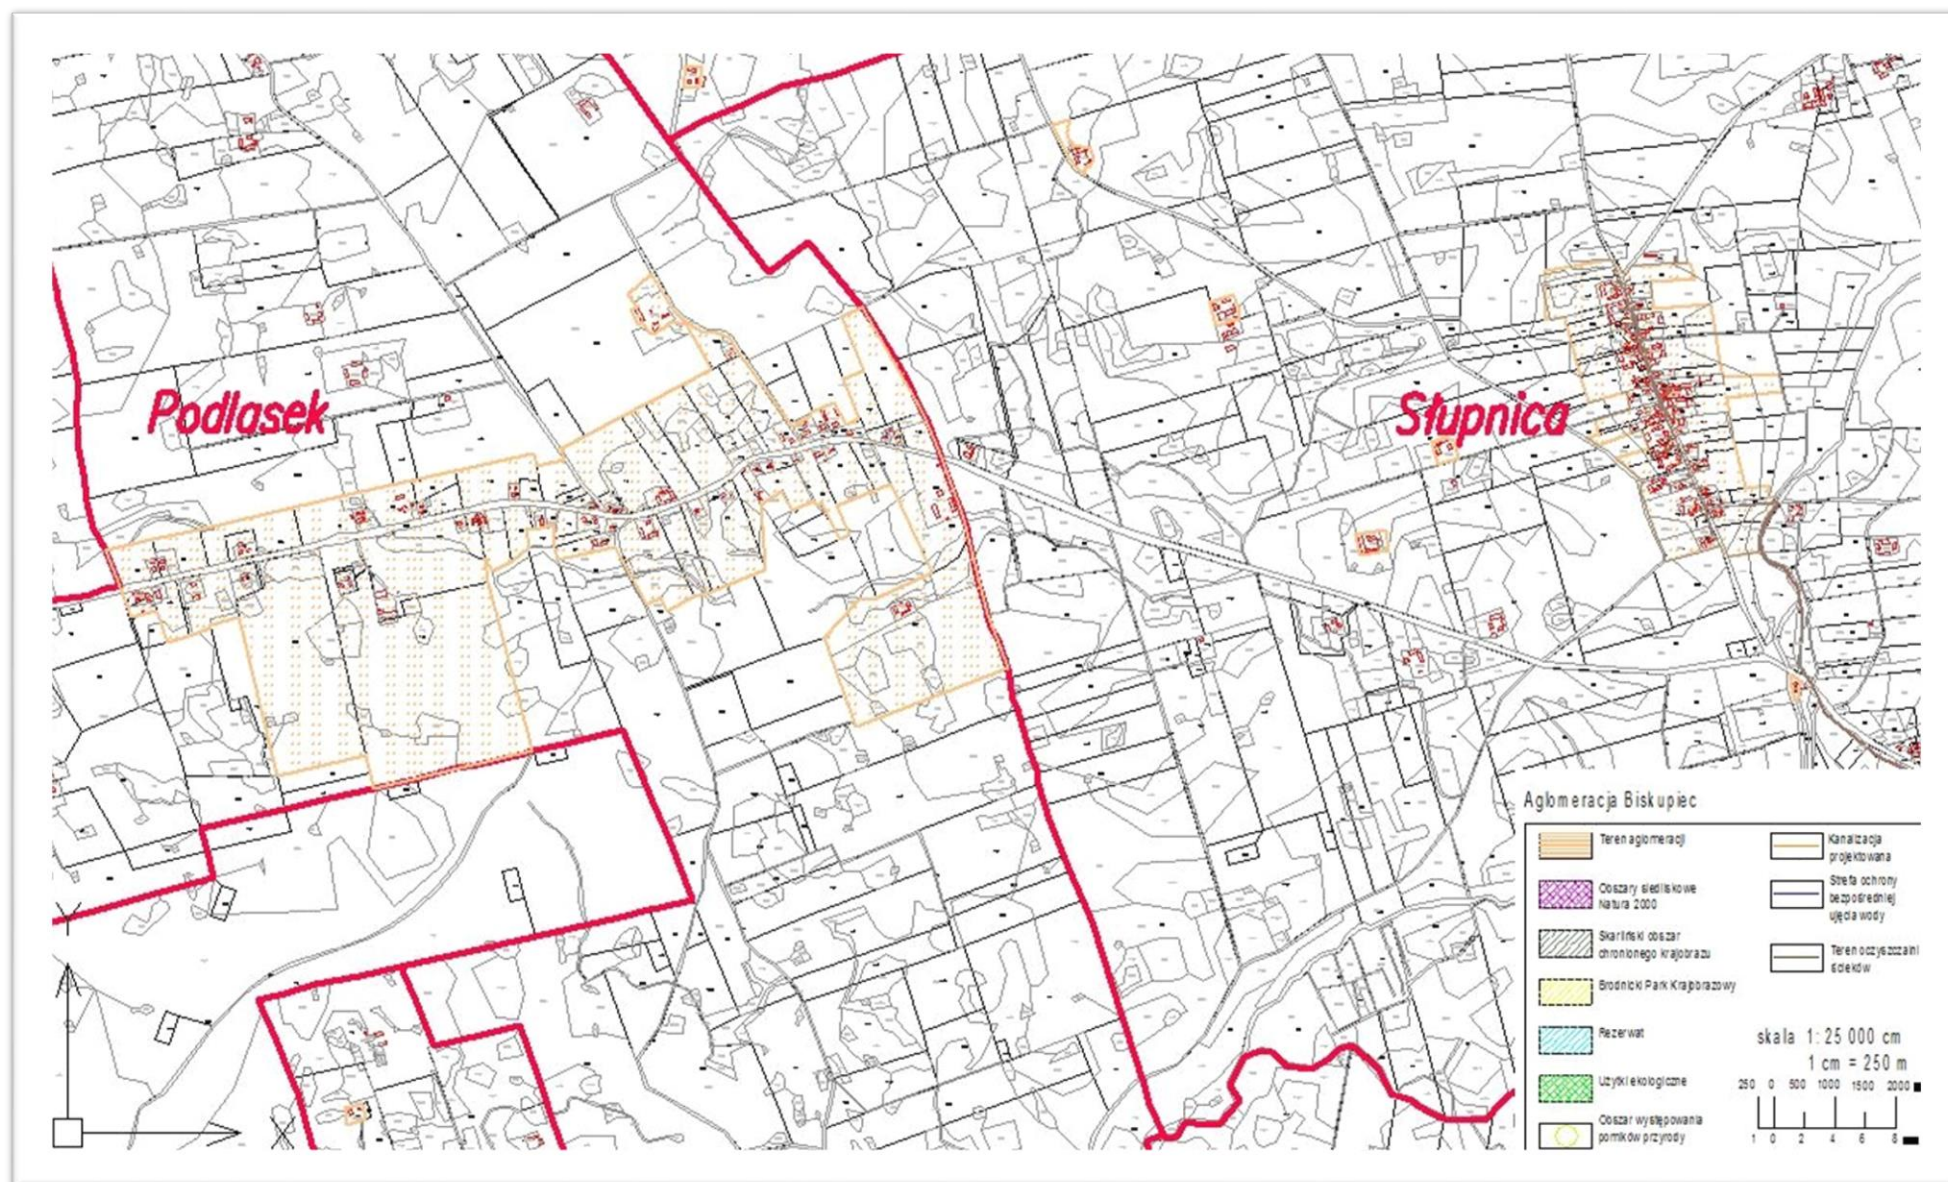 Podlasek
Słupnica
Aglomeracja Biskupiec
Teren aglomeracji
Obszary siedliskowe
Natura 2000
Skarliński obszar
chronionego krajobrazu
Brodnicki Park Krajobrazowy
Rezerwat
Użytki ekologiczne
Obszar występowania
pomików przyrody
Kanalizacja
projektowana
Strefa ochrony
bezpośredniej
ujęcia wody
Teren oczyszczalni
ścieków
skala 1:25 000 cm
1 cm = 250 m
250 0 500 1000 1500 2000
1 0 2 4 6 8
Y
X